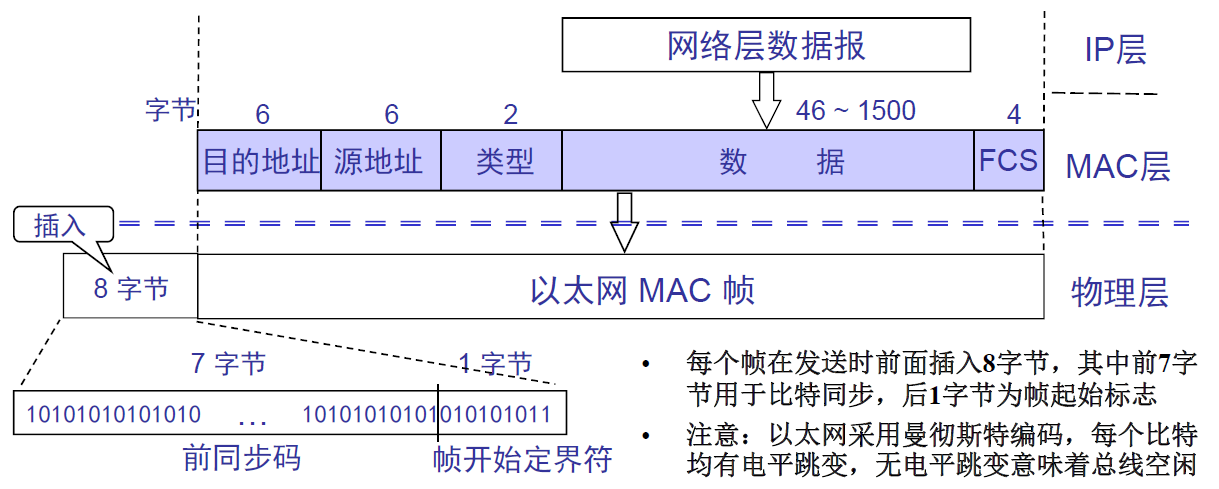 网络层数据报
IP层
字节
6
6
2
46 ~ 1500
4
目的地址
源地址
类型
数 据
FCS
MAC层
插入
8 字节
以太网 MAC 帧
物理层
7 字节
1 字节
10101010101010 … 10101010101010101011
前同步码
帧开始定界符
• 每个帧在发送时前面插入8字节，其中前7字
节用于比特同步，后1字节为帧起始标志
• 注意：以太网采用曼彻斯特编码，每个比特
均有电平跳变，无电平跳变意味着总线空闲